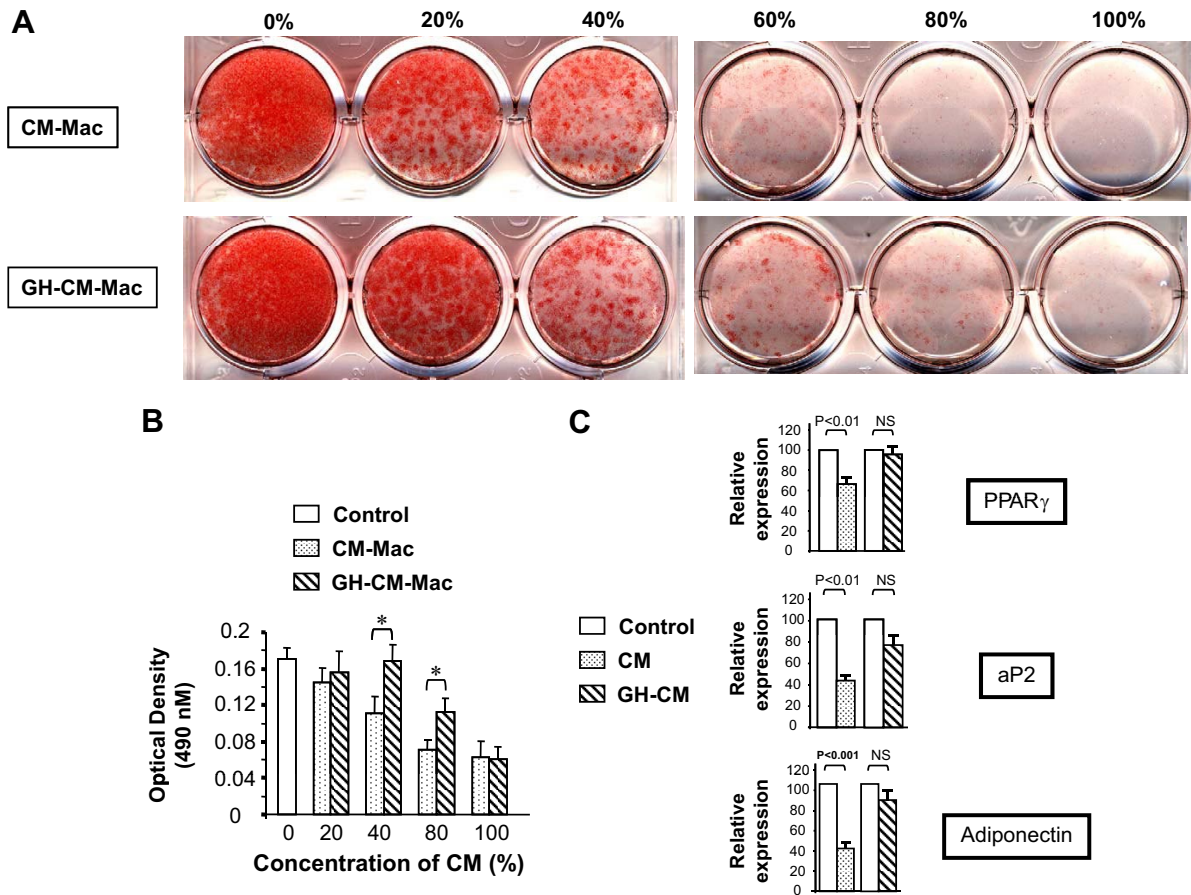 A
0% 20% 40% 60% 80% 100%
CM-Mac
GH-CM-Mac
B
Control
CM-Mac
GH-CM-Mac
Optical Density
(490 nM)
0.2
0.16
0.12
0.08
0.04
0
* *
0 20 40 80 100
Concentration of CM (%)
C
Control
CM
GH-CM
P<0.01 NS
Relative
expression
120
100
80
60
40
20
0
PPARγ
P<0.01 NS
Relative
expression
120
100
80
60
40
20
0
aP2
P<0.001 NS
Relative
expression
120
100
80
60
40
20
0
Adiponectin